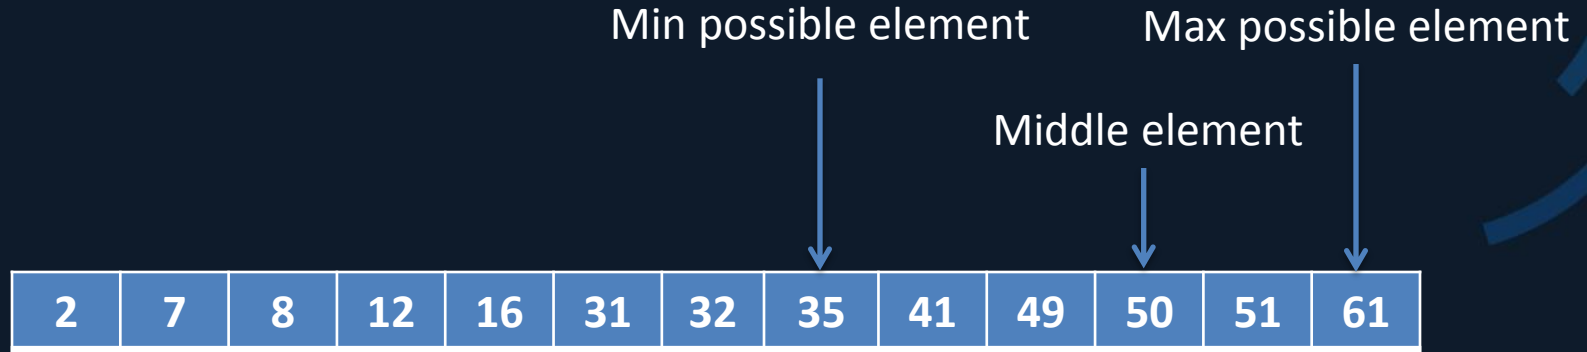 Min possible element Max possible element
Middle element
2 7 8 12 16 31 32 35 41 49 50 51 61